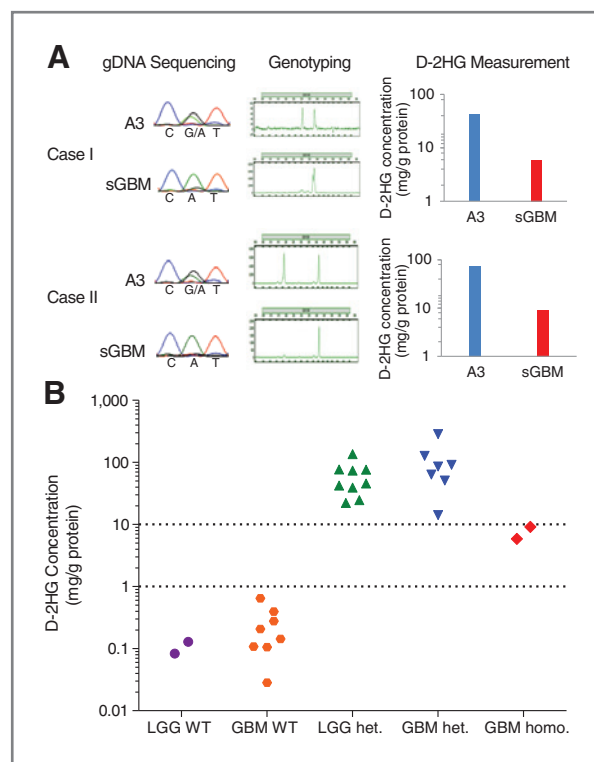 A
gDNA Sequencing
Genotyping
D-2HG Measurement
Case I
A3
C G/A T
sGBM
C A T
D-2HG concentration
(mg/g protein)
100
10
1
A3 sGBM
Case II
A3
C G/A T
sGBM
C A T
D-2HG concentration
(mg/g protein)
100
10
1
A3 sGBM
B
D-2HG Concentration
(mg/g protein)
1,000
100
10
1
0.1
0.01
LGG WT GBM WT LGG het. GBM het. GBM homo.